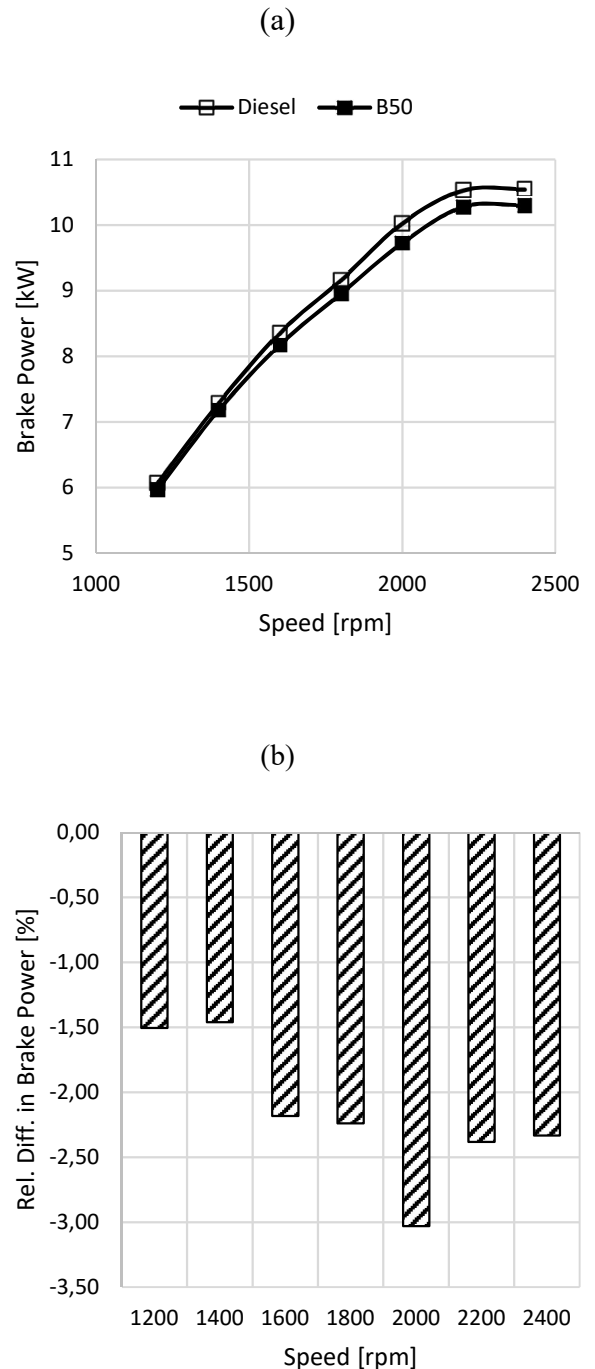 (a)
Diesel B50
11
10
9
8
7
6
5
Brake Power [kW]
1000 1500 2000 2500
Speed [rpm]
(b)
0,00
-0,50
-1,00
-1,50
-2,00
-2,50
-3,00
-3,50
Rel. Diff. in Brake Power [%]
1200 1400 1600 1800 2000 2200 2400
Speed [rpm]